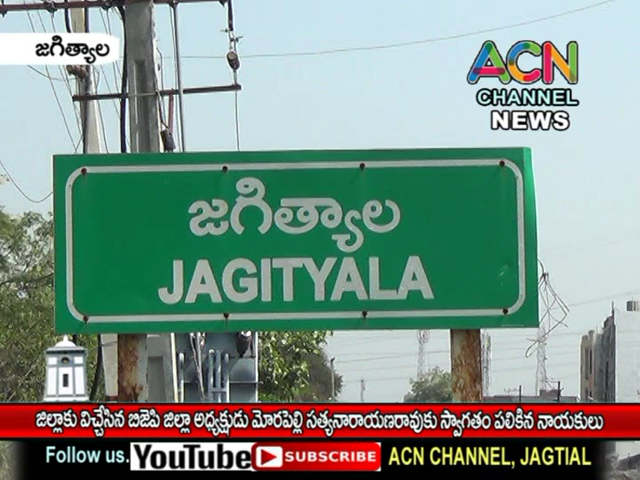 జగిత్యాల
ACN
CHANNEL
NEWS
జగిత్యాల
JAGITYALA
జిల్లాకు విచ్చేసిన బిజెపి జిల్లా అధ్యక్షుడు మోరపెల్లి సత్యనారాయణరావుకు స్వాగతం పలికిన నాయకులు
Follow us. YouTube SUBSCRIBE ACN CHANNEL, JAGTIAL